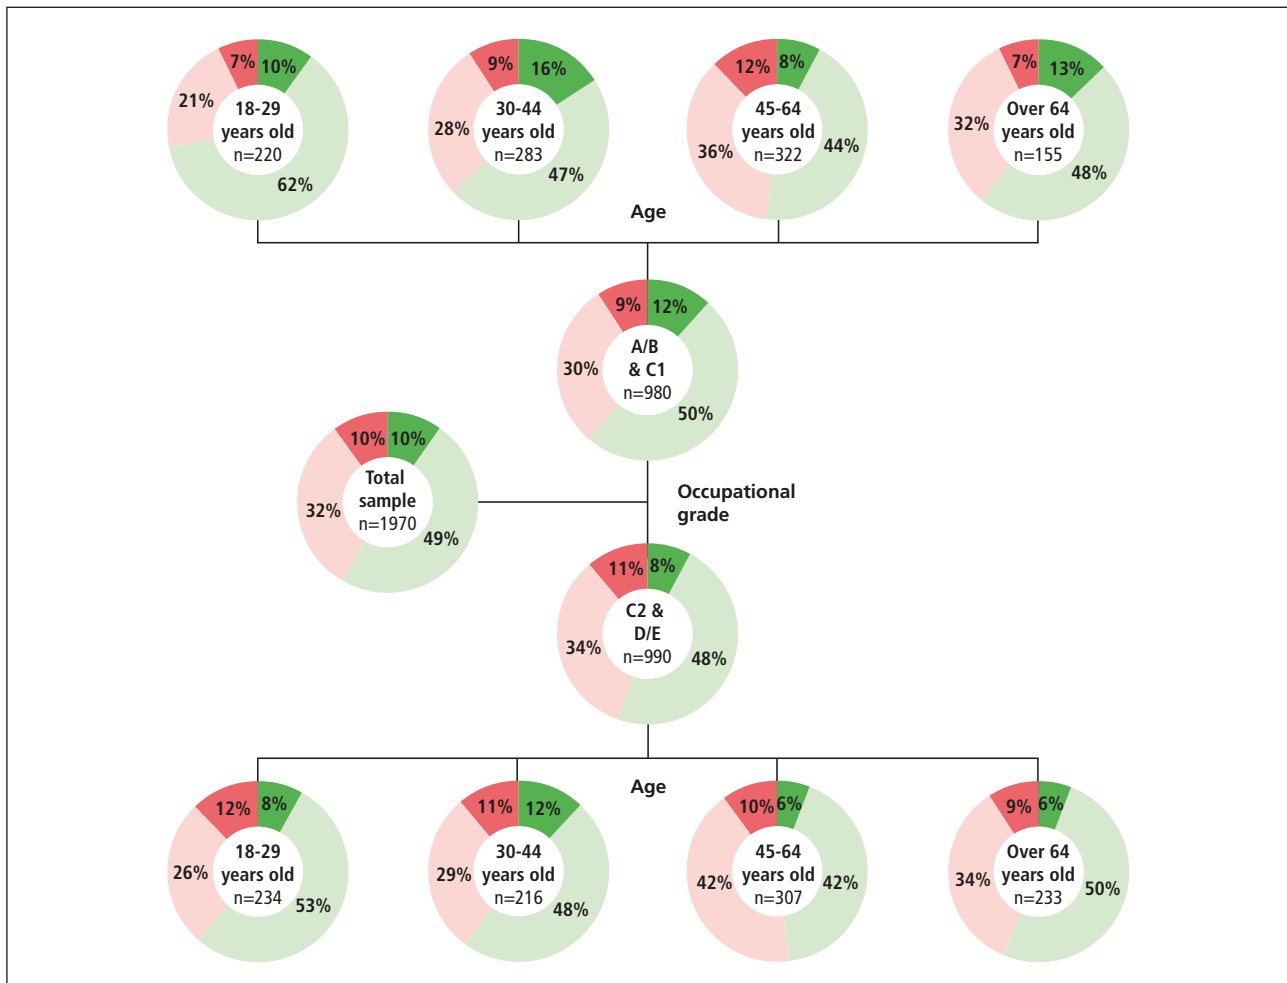 7% 10%
21%
18-29
years old
n=220
62%
9% 16%
28%
30-44
years old
n=283
47%
12% 8%
36%
45-64
years old
n=322
44%
7% 13%
32%
Over 64
years old
n=155
48%
Age
9% 12%
30%
A/B
& C1
n=980
50%
10% 10%
32%
Total
sample
n=1970
49%
Occupational
grade
11% 8%
34%
C2 &
D/E
n=990
48%
Age
12% 8%
26%
18-29
years old
n=234
53%
11% 12%
29%
30-44
years old
n=216
48%
10% 6%
42%
45-64
years old
n=307
42%
9% 6%
34%
Over 64
years old
n=233
50%